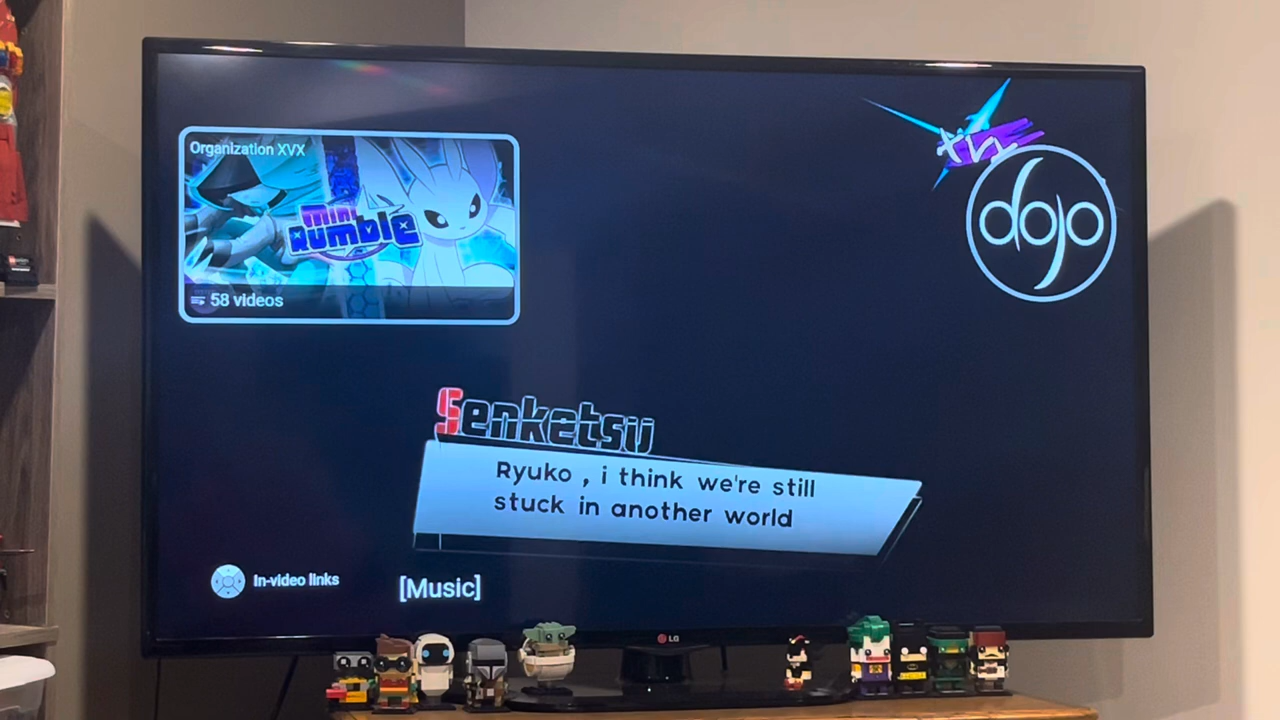 Organization XVX
mini
Rumble
58 videos
XVX
dojo
Senketsu
Ryuko , i think we're still
stuck in another world
In-video links
[Music]
LG